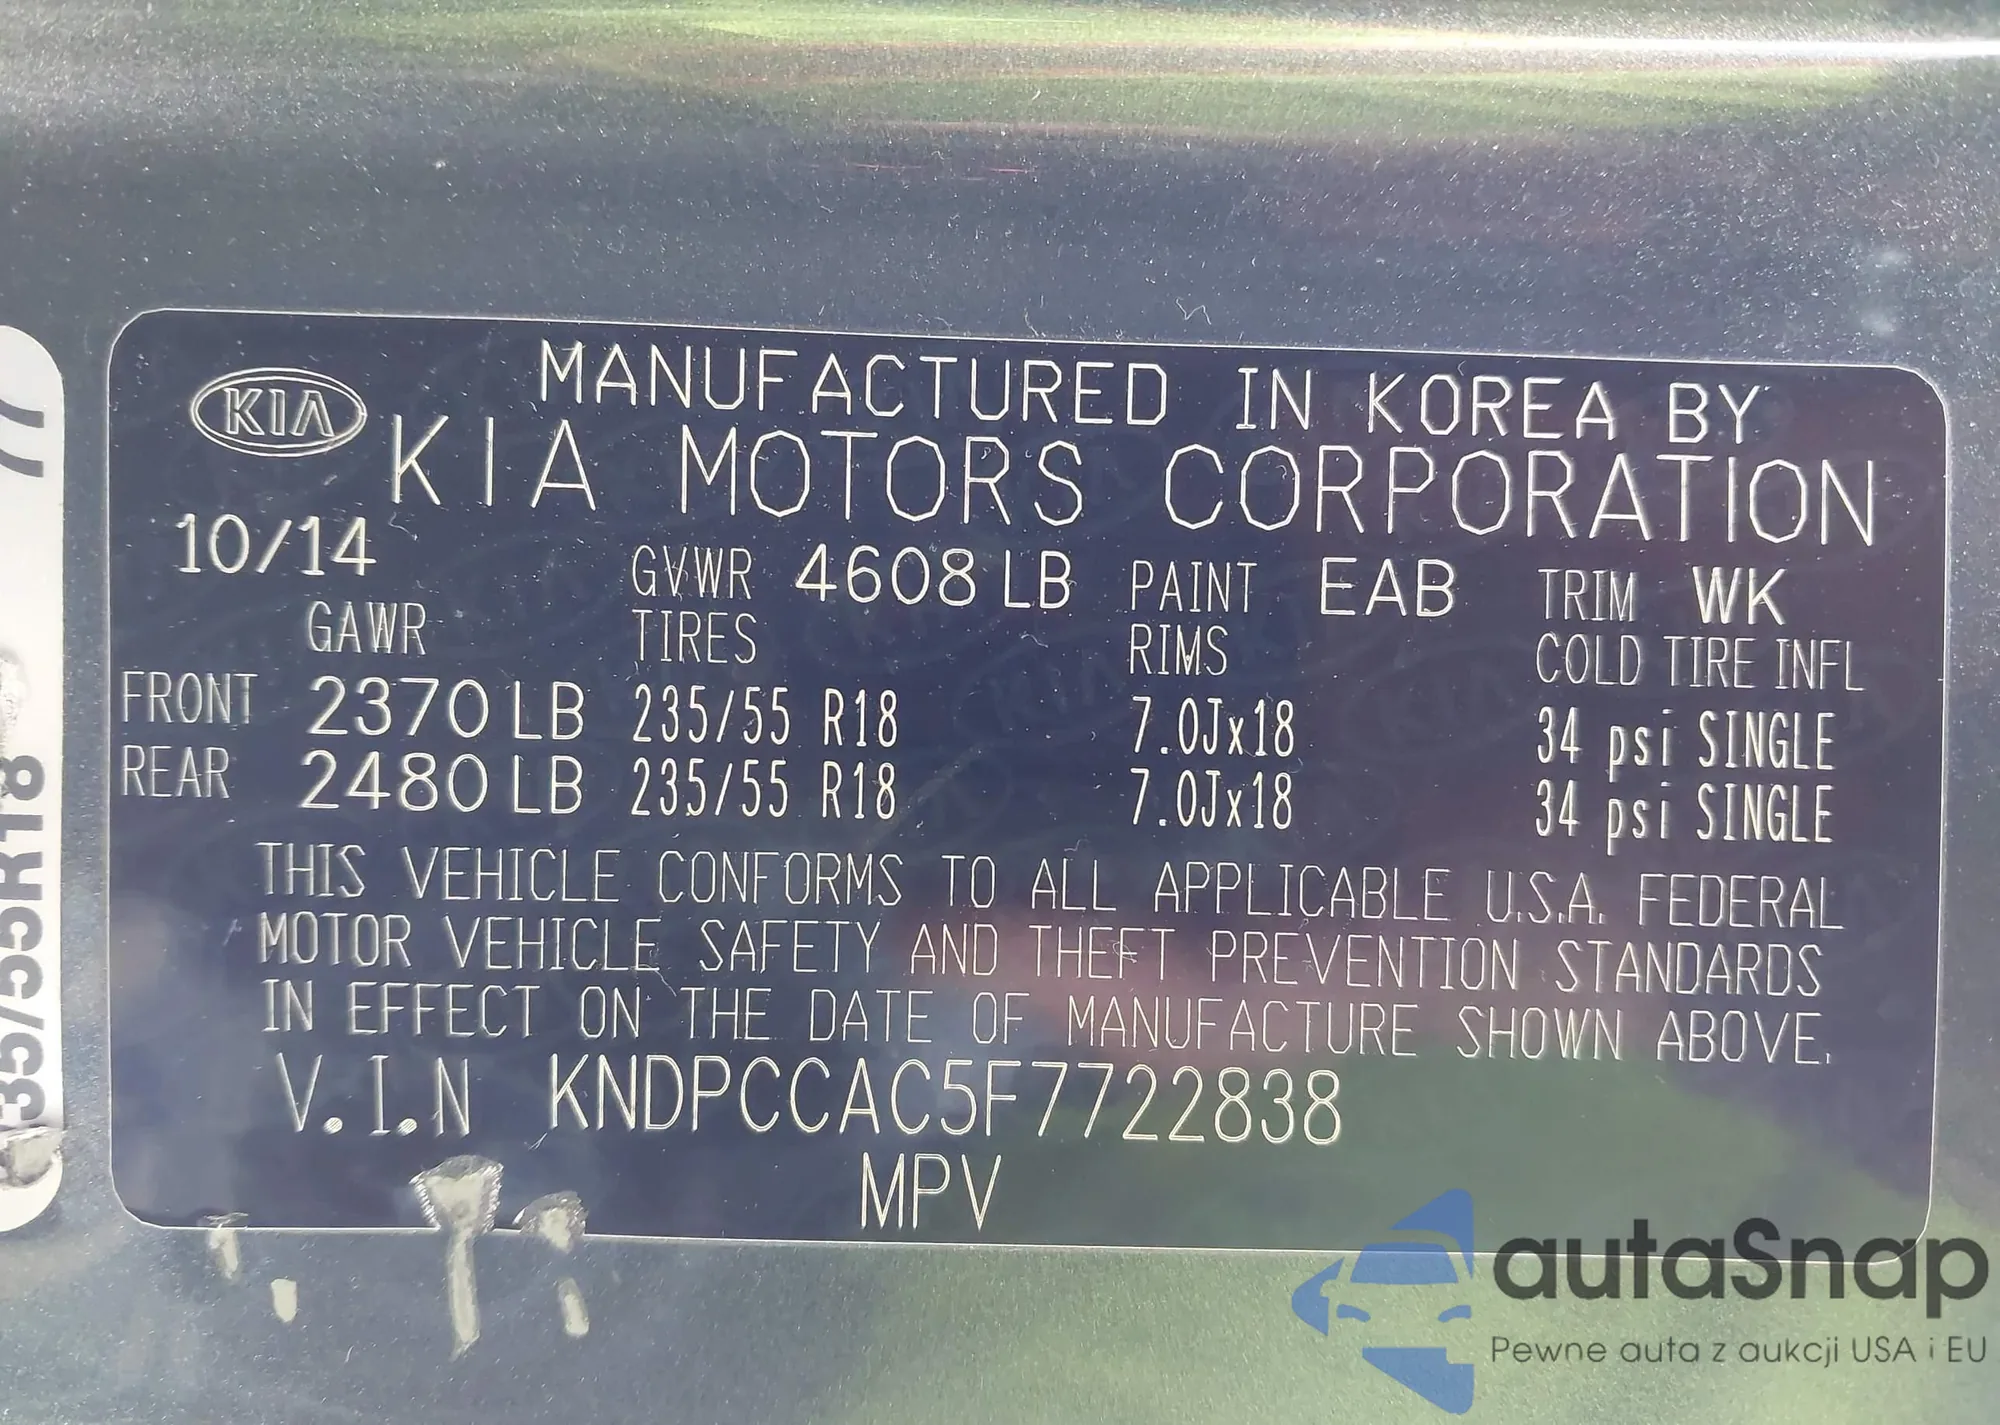 MANUFACTURED IN KOREA BY
KIA
KIA MOTORS CORPORATION
10/14
GVWR 4608 LB PAINT EAB TRIM WK
GAWR TIRES RIMS COLD TIRE INFL
FRONT 2370 LB 235/55 R18 7.0Jx18 34 psi SINGLE
REAR 2480 LB 235/55 R18 7.0Jx18 34 psi SINGLE
THIS VEHICLE CONFORMS TO ALL APPLICABLE U.S.A. FEDERAL
MOTOR VEHICLE SAFETY AND THEFT PREVENTION STANDARDS
IN EFFECT ON THE DATE OF MANUFACTURE SHOWN ABOVE.
V.I.N KNDPCCAC5F7722838
MPV
35/55R18
autaSnap
Pewne auta z aukcji USA i EU